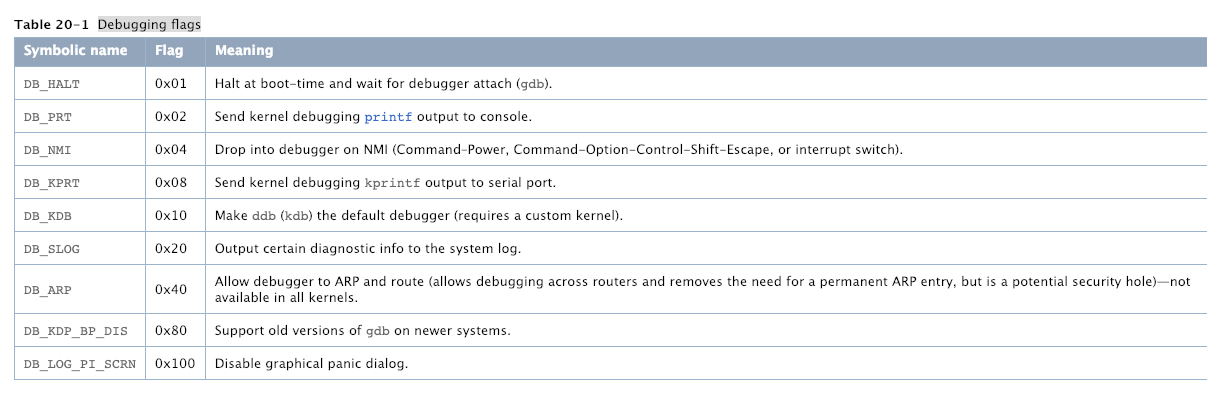 Table 20-1 Debugging flags
Symbolic name Flag Meaning
DB_HALT 0x01 Halt at boot-time and wait for debugger attach (gdb).
DB_PRT 0x02 Send kernel debugging printf output to console.
DB_NMI 0x04 Drop into debugger on NMI (Command-Power, Command-Option-Control-Shift-Escape, or interrupt switch).
DB_KPRT 0x08 Send kernel debugging kprintf output to serial port.
DB_KDB 0x10 Make ddb (kdb) the default debugger (requires a custom kernel).
DB_SLOG 0x20 Output certain diagnostic info to the system log.
DB_ARP 0x40 Allow debugger to ARP and route (allows debugging across routers and removes the need for a permanent ARP entry, but is a potential security hole)—not
available in all kernels.
DB_KDP_BP_DIS 0x80 Support old versions of gdb on newer systems.
DB_LOG_PI_SCRN 0x100 Disable graphical panic dialog.